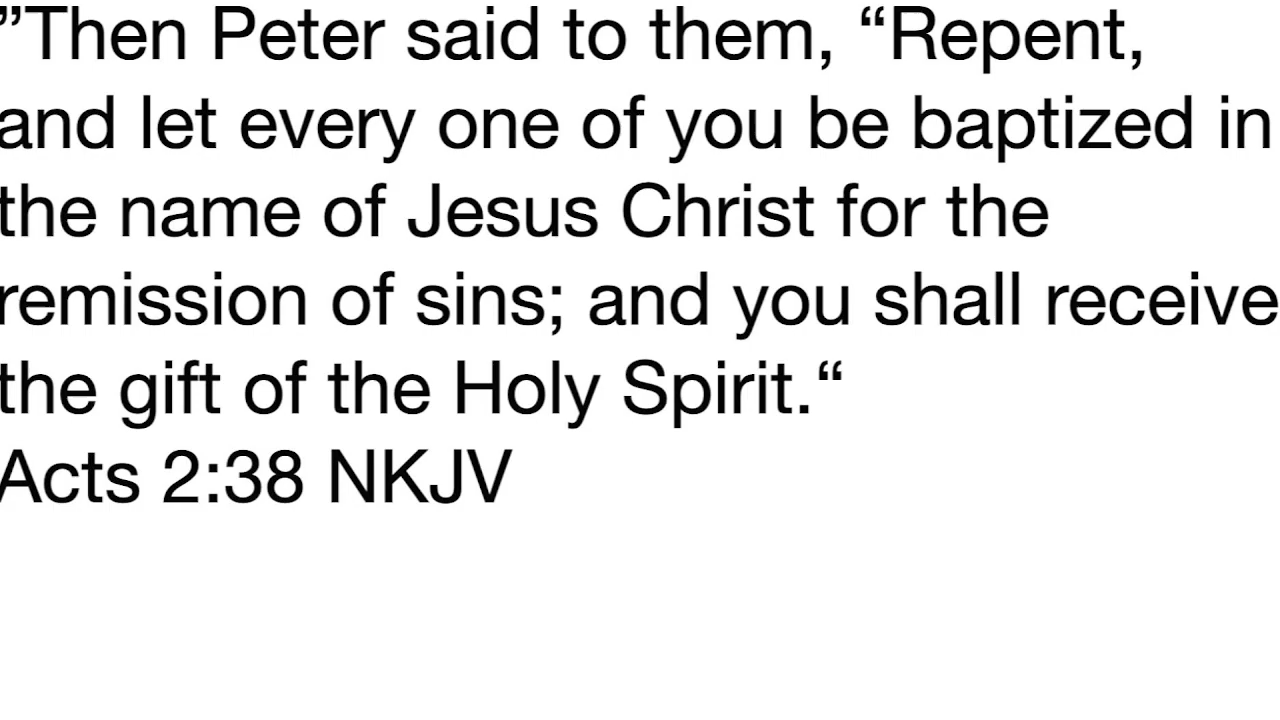 ”Then Peter said to them, “Repent,
and let every one of you be baptized in
the name of Jesus Christ for the
remission of sins; and you shall receive
the gift of the Holy Spirit.“
Acts 2:38 NKJV